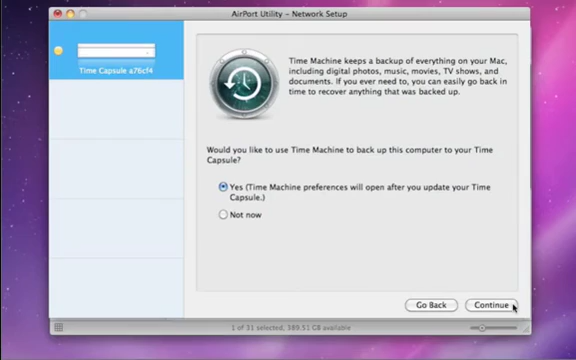 AirPort Utility – Network Setup
Time Capsule a76cf4
Time Machine keeps a backup of everything on your Mac,
including digital photos, music, movies, TV shows, and
documents. If you ever need to, you can easily go back in
time to recover anything that was backed up.
Would you like to use Time Machine to back up this computer to your Time
Capsule?
Yes (Time Machine preferences will open after you update your Time
Capsule.)
Not now
Go Back
Continue
1 of 31 selected, 389.51 GB available